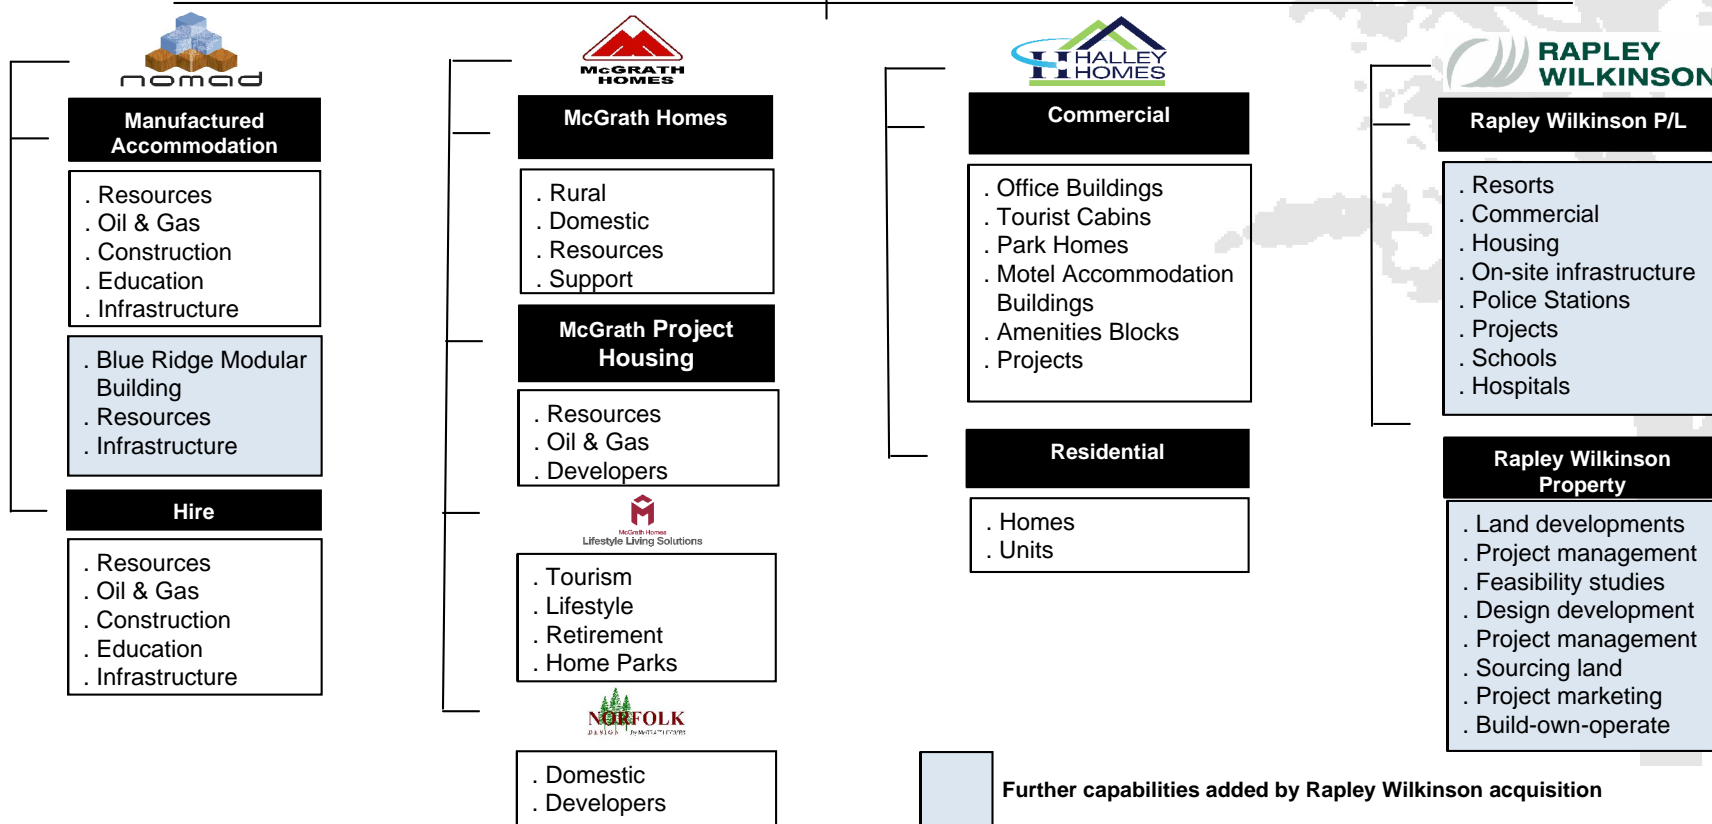 nomad
Manufactured
Accommodation
. Resources
. Oil & Gas
. Construction
. Education
. Infrastructure
. Blue Ridge Modular
Building
. Resources
. Infrastructure
Hire
. Resources
. Oil & Gas
. Construction
. Education
. Infrastructure
McGRATH
HOMES
McGrath Homes
. Rural
. Domestic
. Resources
. Support
McGrath Project
Housing
. Resources
. Oil & Gas
. Developers
McGrath Homes
Lifestyle Living Solutions
. Tourism
. Lifestyle
. Retirement
. Home Parks
NORFOLK
DESIGN by McGRATH HOMES
. Domestic
. Developers
HALLEY
HOMES
Commercial
. Office Buildings
. Tourist Cabins
. Park Homes
. Motel Accommodation
Buildings
. Amenities Blocks
. Projects
Residential
. Homes
. Units
RAPLEY
WILKINSON
Rapley Wilkinson P/L
. Resorts
. Commercial
. Housing
. On-site infrastructure
. Police Stations
. Projects
. Schools
. Hospitals
Rapley Wilkinson
Property
. Land developments
. Project management
. Feasibility studies
. Design development
. Project management
. Sourcing land
. Project marketing
. Build-own-operate
Further capabilities added by Rapley Wilkinson acquisition